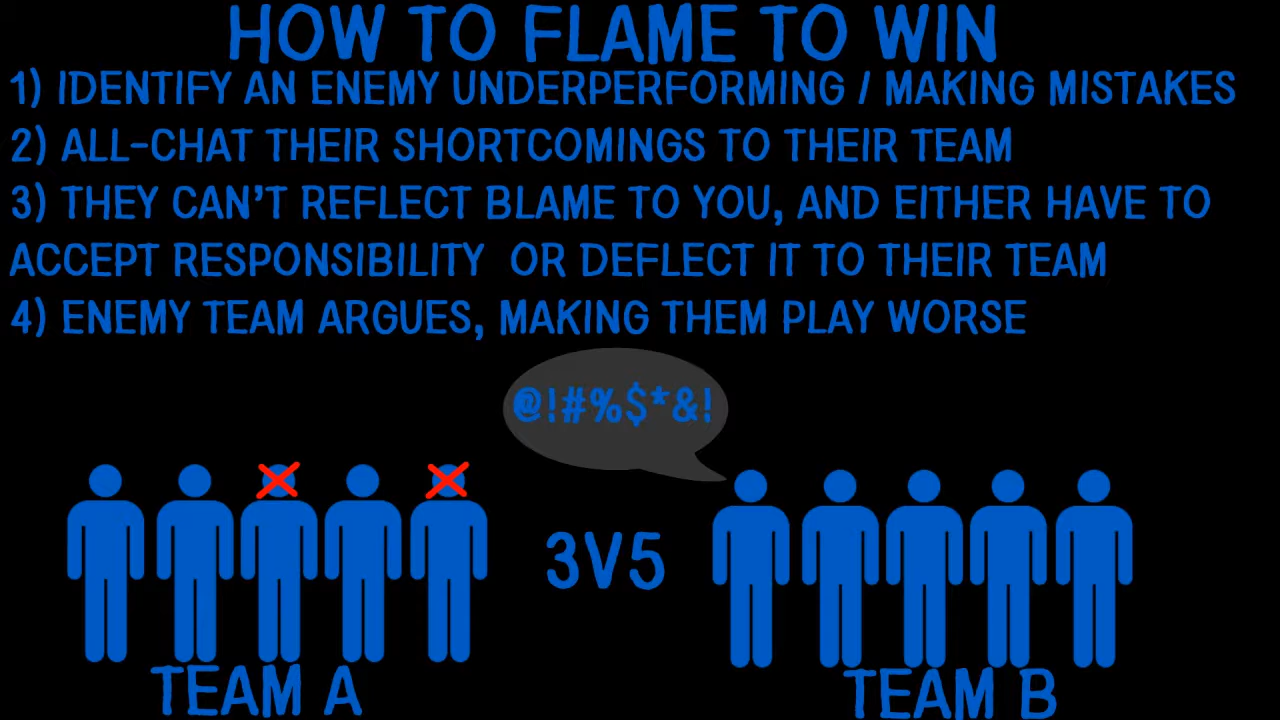 HOW TO FLAME TO WIN
1) IDENTIFY AN ENEMY UNDERPERFORMING / MAKING MISTAKES
2) ALL-CHAT THEIR SHORTCOMINGS TO THEIR TEAM
3) THEY CAN'T REFLECT BLAME TO YOU, AND EITHER HAVE TO
ACCEPT RESPONSIBILITY OR DEFLECT IT TO THEIR TEAM
4) ENEMY TEAM ARGUES, MAKING THEM PLAY WORSE
@!#%$*&!
3V5
TEAM A
TEAM B